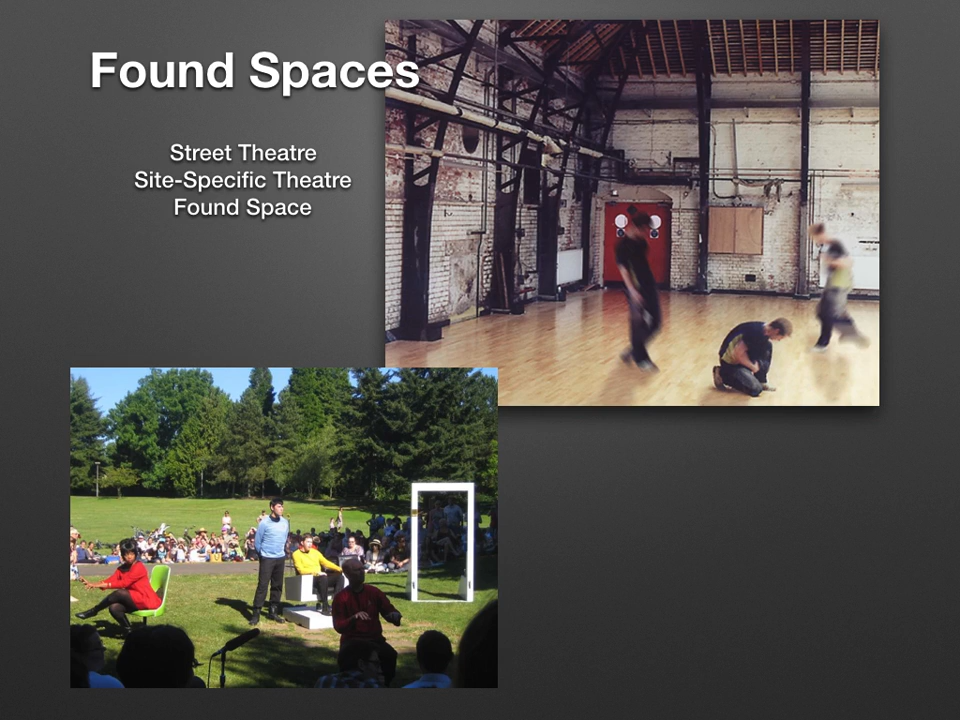 Found Spaces
Street Theatre
Site-Specific Theatre
Found Space